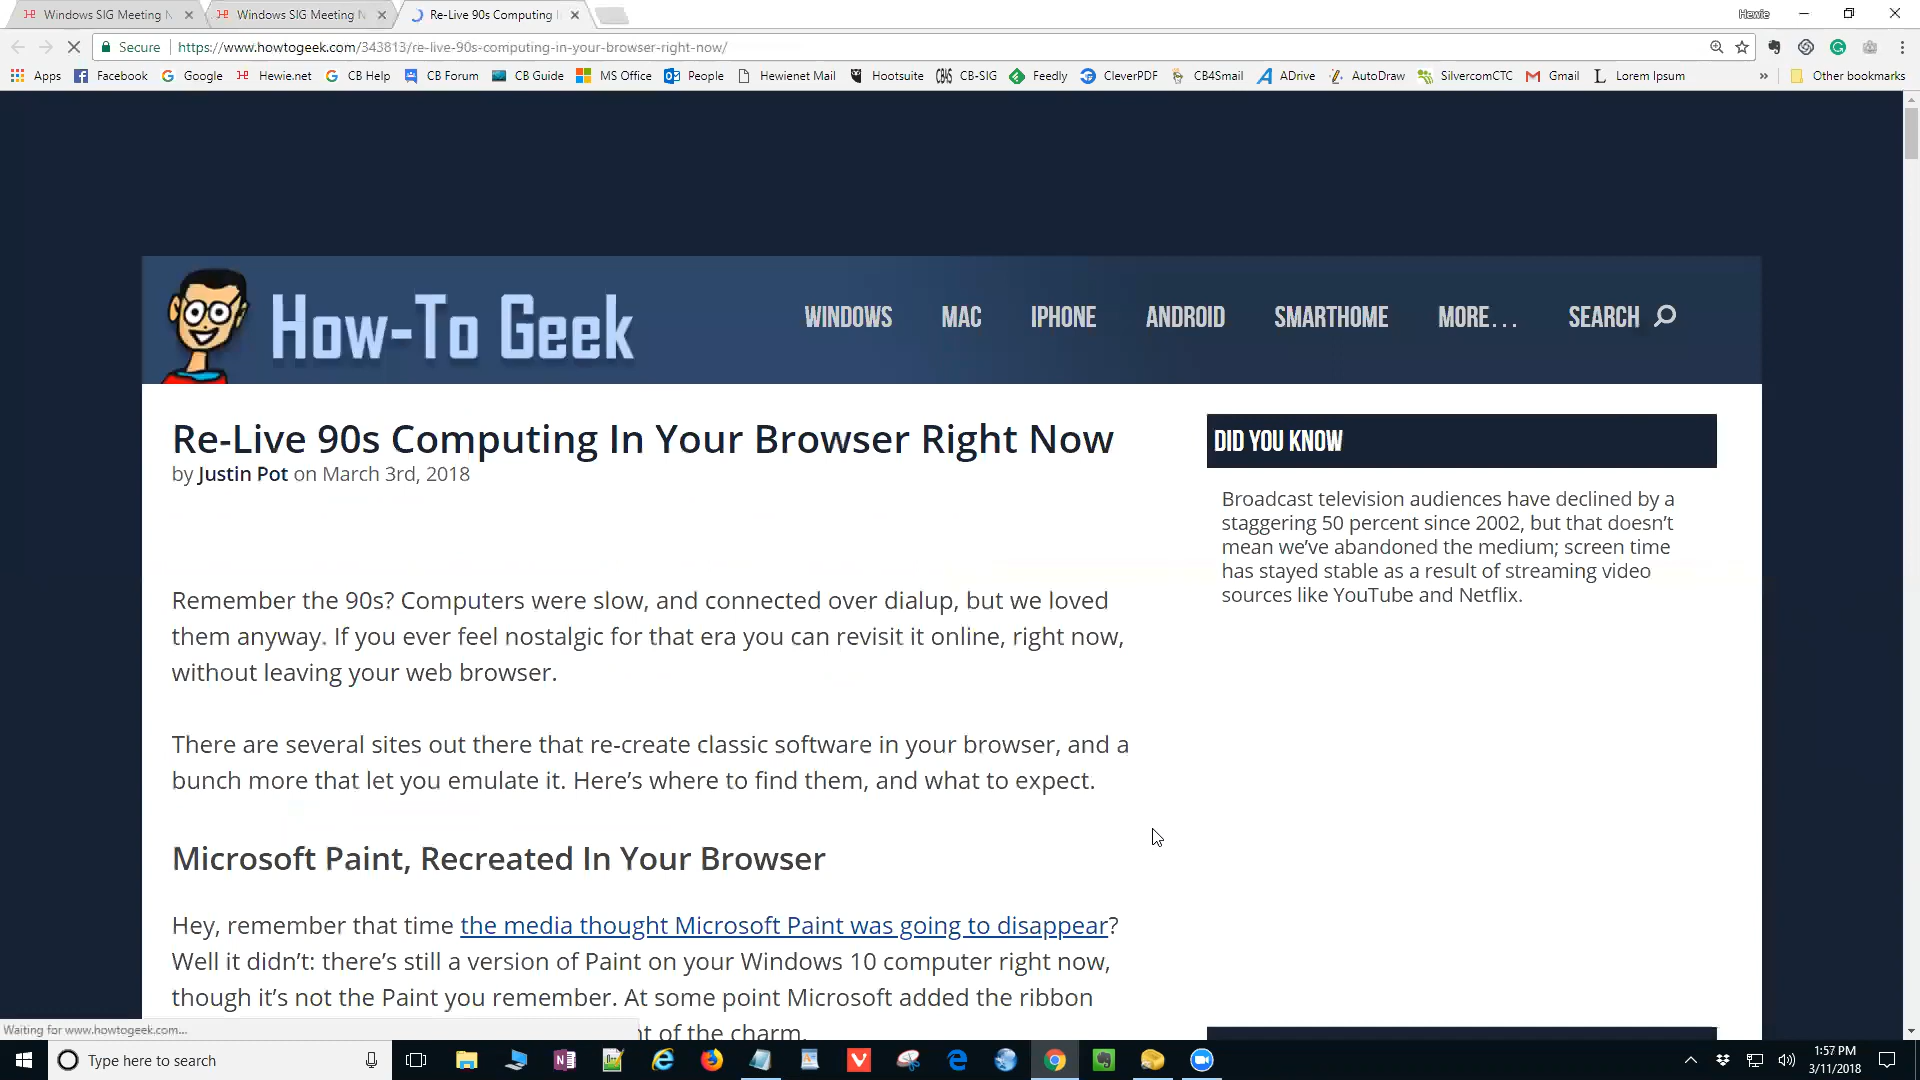 Windows SIG Meeting N
Windows SIG Meeting N
Re-Live 90s Computing I
Hewie
Secure
https://www.howtogeek.com/343813/re-live-90s-computing-in-your-browser-right-now/
Apps
Facebook
Google
Hewie.net
CB Help
CB Forum
CB Guide
MS Office
People
Hewienet Mail
Hootsuite
CB-SIG
Feedly
CleverPDF
CB4Smail
ADrive
AutoDraw
SilvercomCTC
Gmail
Lorem Ipsum
»
Other bookmarks
How-To Geek
WINDOWS
MAC
IPHONE
ANDROID
SMARTHOME
MORE...
SEARCH
Re-Live 90s Computing In Your Browser Right Now
by Justin Pot on March 3rd, 2018
Remember the 90s? Computers were slow, and connected over dialup, but we loved
them anyway. If you ever feel nostalgic for that era you can revisit it online, right now,
without leaving your web browser.
There are several sites out there that re-create classic software in your browser, and a
bunch more that let you emulate it. Here’s where to find them, and what to expect.
Microsoft Paint, Recreated In Your Browser
Hey, remember that time the media thought Microsoft Paint was going to disappear?
Well it didn’t: there’s still a version of Paint on your Windows 10 computer right now,
though it’s not the Paint you remember. At some point Microsoft added the ribbon
of the charm.
DID YOU KNOW
Broadcast television audiences have declined by a
staggering 50 percent since 2002, but that doesn’t
mean we’ve abandoned the medium; screen time
has stayed stable as a result of streaming video
sources like YouTube and Netflix.
Waiting for www.howtogeek.com...
Type here to search
1:57 PM
3/11/2018